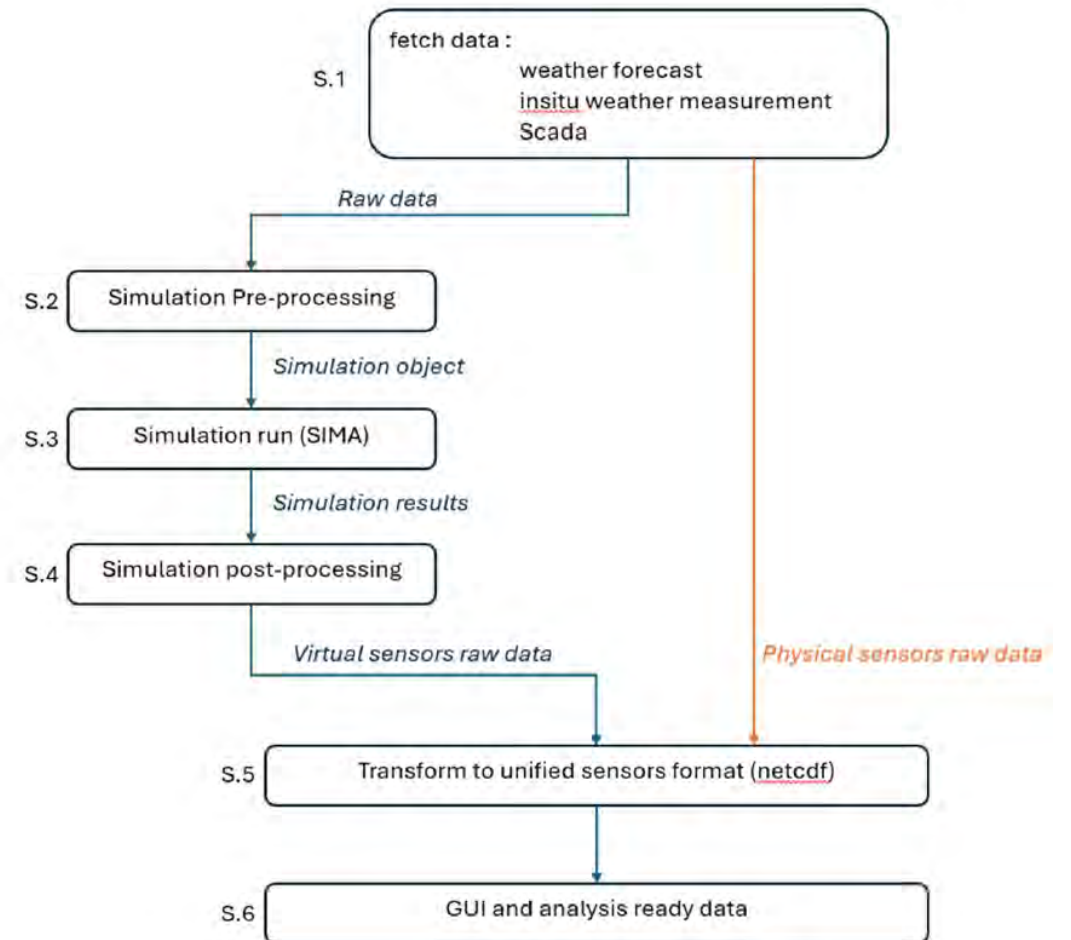 fetch data :
weather forecast
S.1
insitu weather measurement
Scada
Raw data
S.2
Simulation Pre-processing
Simulation object
S.3
Simulation run (SIMA)
Simulation results
S.4
Simulation post-processing
Virtual sensors raw data
Physical sensors raw data
S.5
Transform to unified sensors format (netcdf)
S.6
GUI and analysis ready data